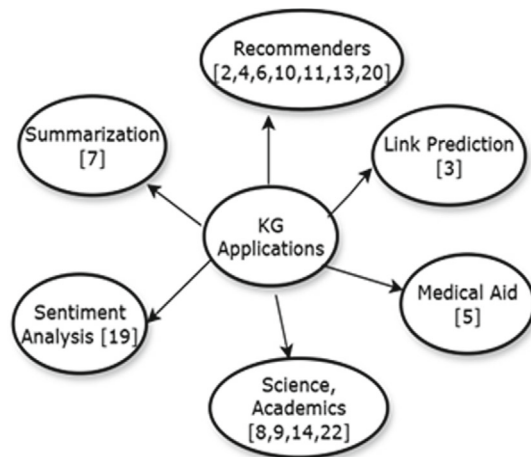 Recommenders
[2,4,6,10,11,13,20]
Summarization
[7]
Link Prediction
[3]
KG
Applications
Medical Aid
[5]
Sentiment
Analysis [19]
Science,
Academics
[8,9,14,22]